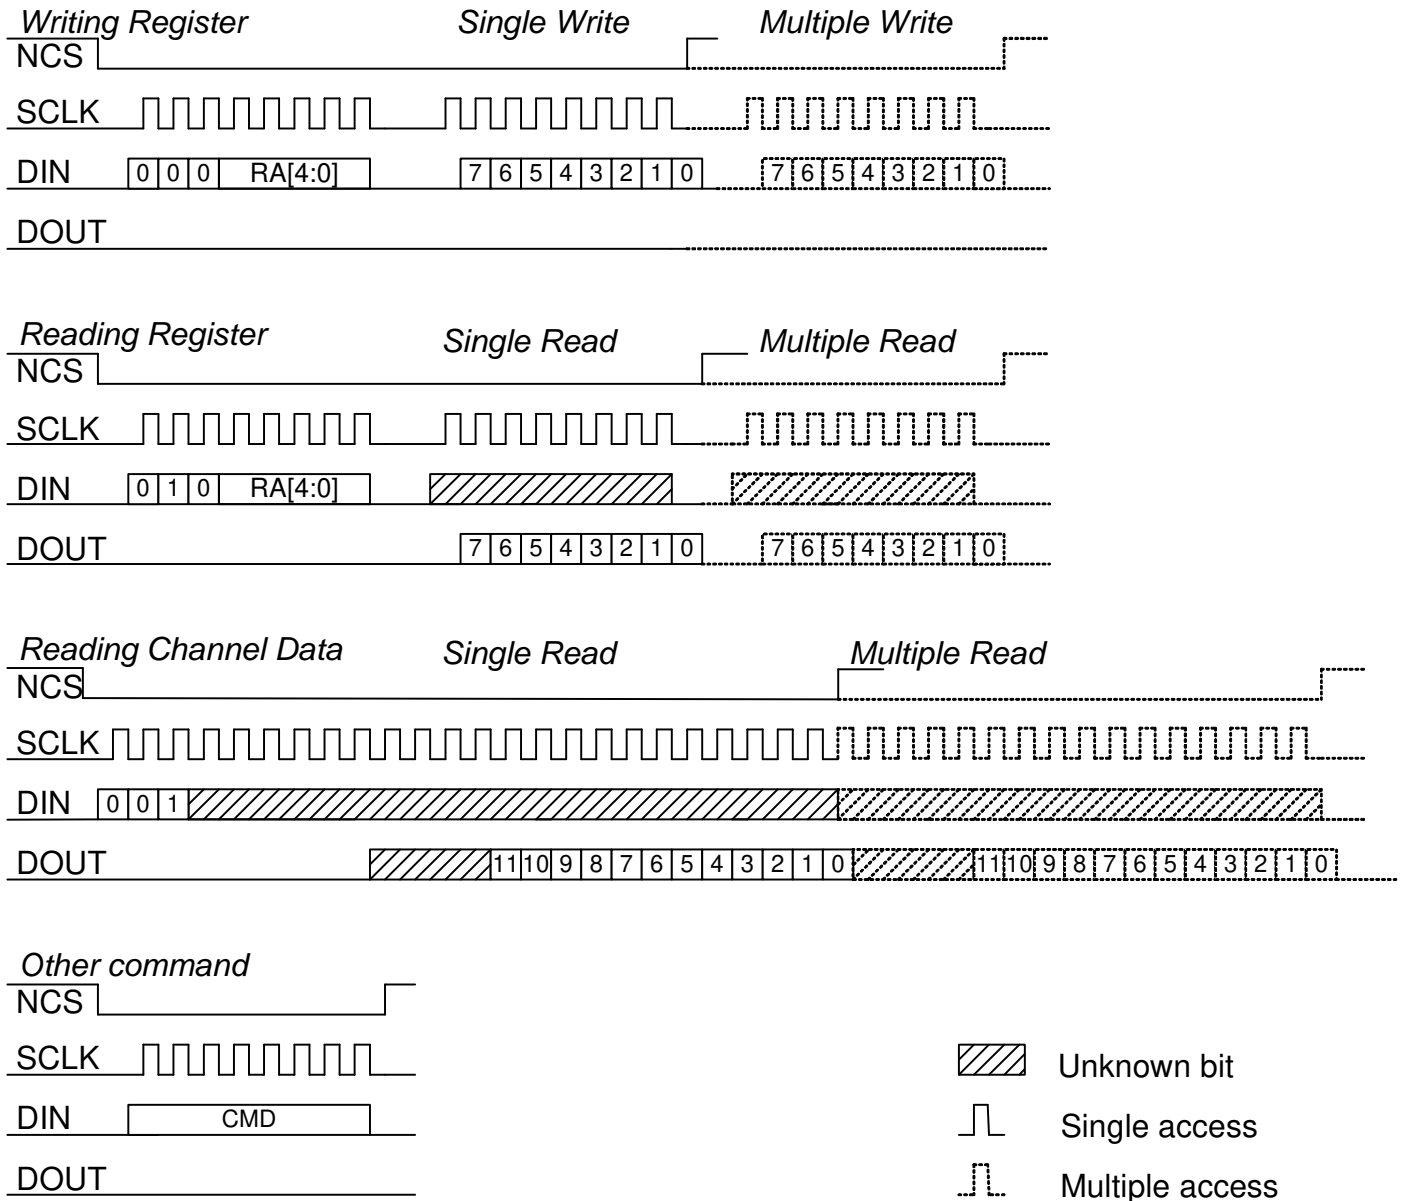 Writing Register Single Write Multiple Write
NCS
SCLK
DIN 0 0 0 RA[4:0] 7 6 5 4 3 2 1 0 7 6 5 4 3 2 1 0
DOUT
Reading Register Single Read Multiple Read
NCS
SCLK
DIN 0 1 0 RA[4:0]
DOUT 7 6 5 4 3 2 1 0 7 6 5 4 3 2 1 0
Reading Channel Data Single Read Multiple Read
NCS
SCLK
DIN 0 0 1
DOUT 11 10 9 8 7 6 5 4 3 2 1 0 11 10 9 8 7 6 5 4 3 2 1 0
Other command
NCS
SCLK Unknown bit
DIN CMD Single access
DOUT Multiple access